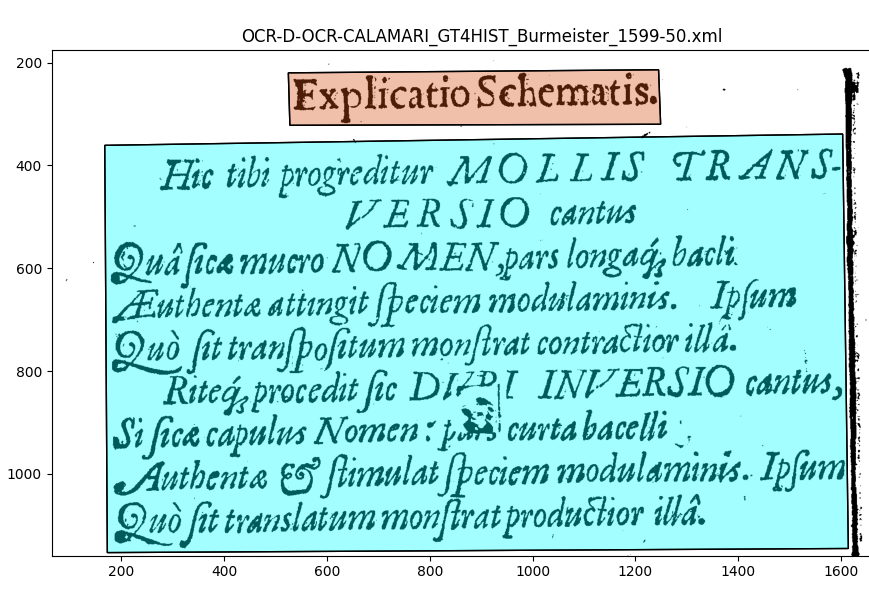 OCR-D-OCR-CALAMARI_GT4HIST_Burmeister_1599-50.xml
200
400
600
800
1000
Explicatio Schematis.
Hic tibi progreditur MOLLIS TRANS-
VERSIO cantus
Quâ ſicæ mucro NOMEN, pars longaq́; bacli
Æuthentæ attingit ſpeciem modulaminis. Ipſum
Quò ſit tranſpoſitum monſtrat contractior illâ.
Riteq́; procedit ſic DURI INVERSIO cantus,
Si ſicæ capulus Nomen: pars curta bacelli
Authentæ & ſtimulat ſpeciem modulaminis. Ipſum
Quò ſit translatum monſtrat productior illâ.
200 400 600 800 1000 1200 1400 1600